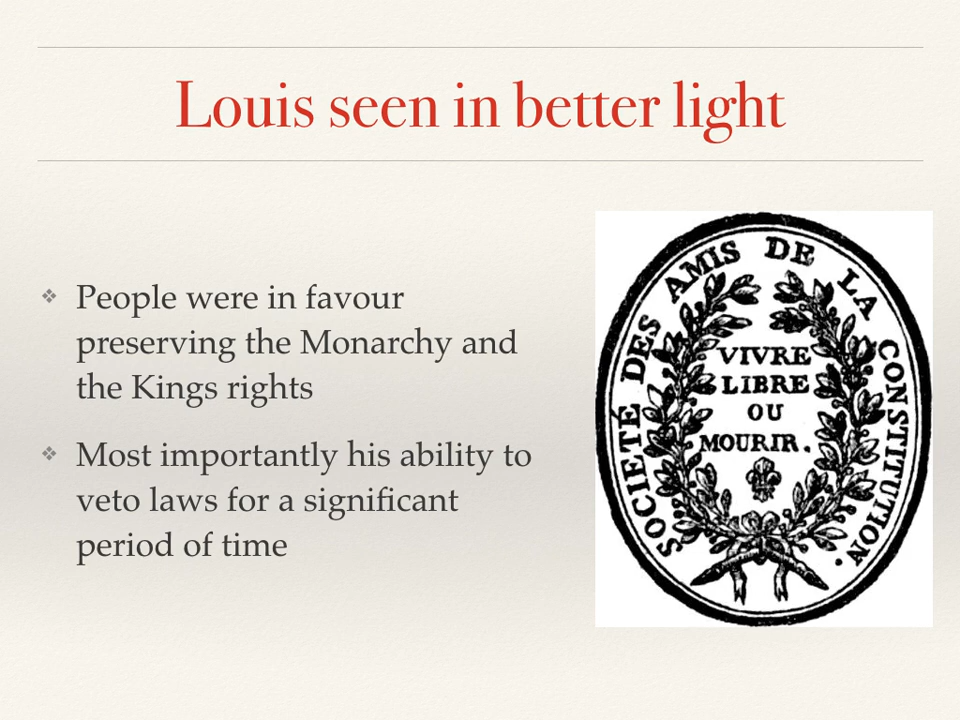 Louis seen in better light
❖ People were in favour
preserving the Monarchy and
the Kings rights
❖ Most importantly his ability to
veto laws for a significant
period of time
SOCIETÉ DES AMIS DE LA CONSTITUTION.
VIVRE
LIBRE
OU
MOURIR.